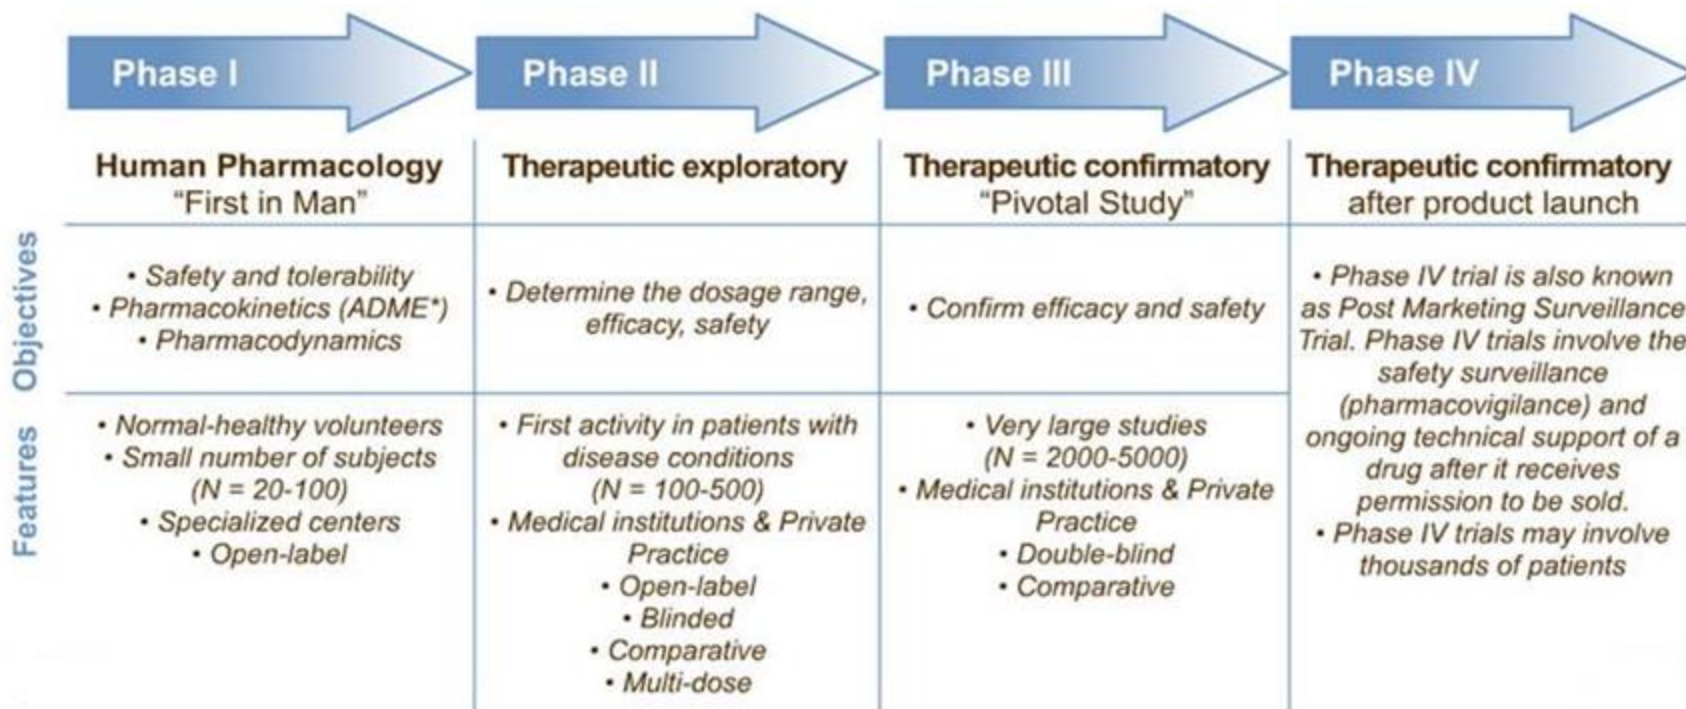 Phase I
Phase II
Phase III
Phase IV
Human Pharmacology
"First in Man"
Therapeutic exploratory
Therapeutic confirmatory
"Pivotal Study"
Therapeutic confirmatory
after product launch
Objectives
• Safety and tolerability
• Pharmacokinetics (ADME*)
• Pharmacodynamics
• Determine the dosage range,
efficacy, safety
• Confirm efficacy and safety
• Phase IV trial is also known
as Post Marketing Surveillance
Trial. Phase IV trials involve the
safety surveillance
(pharmacovigilance) and
ongoing technical support of a
drug after it receives
permission to be sold.
• Phase IV trials may involve
thousands of patients
Features
• Normal-healthy volunteers
• Small number of subjects
(N = 20-100)
• Specialized centers
• Open-label
• First activity in patients with
disease conditions
(N = 100-500)
• Medical institutions & Private
Practice
• Open-label
• Blinded
• Comparative
• Multi-dose
• Very large studies
(N = 2000-5000)
• Medical institutions & Private
Practice
• Double-blind
• Comparative